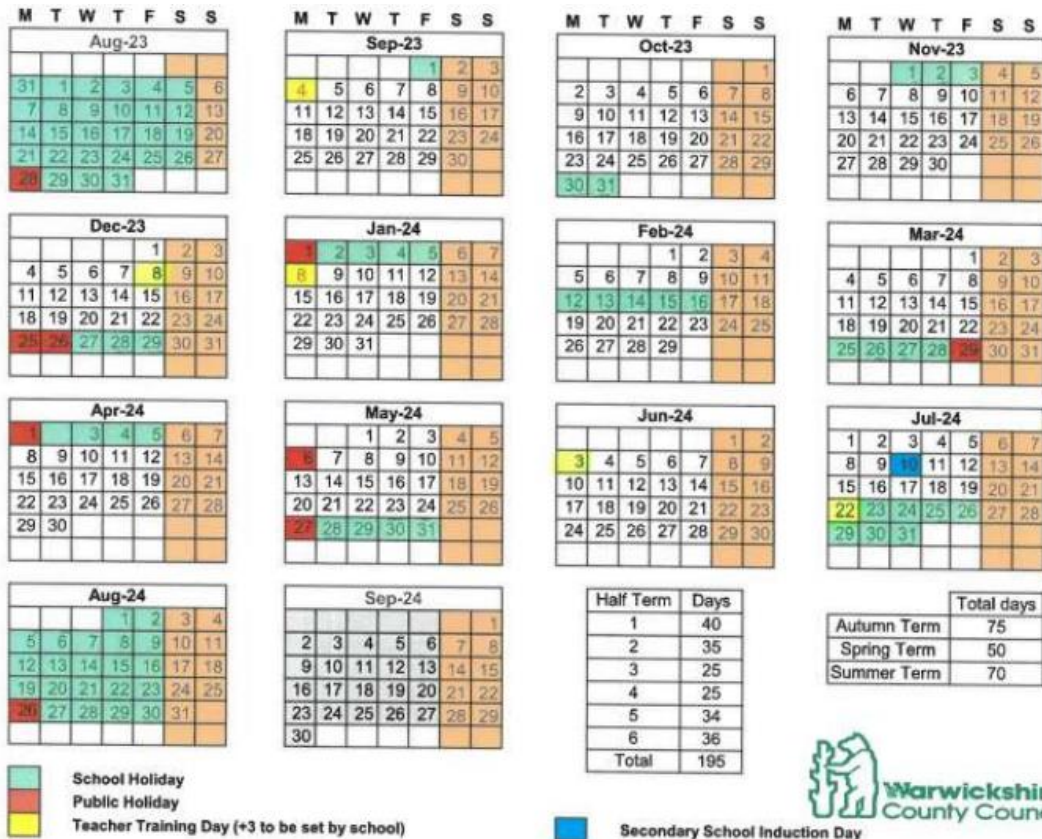 M T W T F S S
Aug-23
31 1 2 3 4 5 6
7 8 9 10 11 12 13
14 15 16 17 18 19 20
21 22 23 24 25 26 27
28 29 30 31
M T W T F S S
Sep-23
1 2 3
4 5 6 7 8 9 10
11 12 13 14 15 16 17
18 19 20 21 22 23 24
25 26 27 28 29 30
M T W T F S S
Oct-23
1
2 3 4 5 6 7 8
9 10 11 12 13 14 15
16 17 18 19 20 21 22
23 24 25 26 27 28 29
30 31
M T W T F S S
Nov-23
1 2 3 4 5
6 7 8 9 10 11 12
13 14 15 16 17 18 19
20 21 22 23 24 25 26
27 28 29 30
Dec-23
1 2 3
4 5 6 7 8 9 10
11 12 13 14 15 16 17
18 19 20 21 22 23 24
25 26 27 28 29 30 31
Jan-24
1 2 3 4 5 6 7
8 9 10 11 12 13 14
15 16 17 18 19 20 21
22 23 24 25 26 27 28
29 30 31
Feb-24
1 2 3 4
5 6 7 8 9 10 11
12 13 14 15 16 17 18
19 20 21 22 23 24 25
26 27 28 29
Mar-24
1 2 3
4 5 6 7 8 9 10
11 12 13 14 15 16 17
18 19 20 21 22 23 24
25 26 27 28 29 30 31
Apr-24
1 3 4 5 6 7
8 9 10 11 12 13 14
15 16 17 18 19 20 21
22 23 24 25 26 27 28
29 30
May-24
1 2 3 4 5
6 7 8 9 10 11 12
13 14 15 16 17 18 19
20 21 22 23 24 25 26
27 28 29 30 31
Jun-24
1 2
3 4 5 6 7 8 9
10 11 12 13 14 15 16
17 18 19 20 21 22 23
24 25 26 27 28 29 30
Jul-24
1 2 3 4 5 6 7
8 9 10 11 12 13 14
15 16 17 18 19 20 21
22 23 24 25 26 27 28
29 30 31
Aug-24
1 2 3 4
5 6 7 8 9 10 11
12 13 14 15 16 17 18
19 20 21 22 23 24 25
26 27 28 29 30 31
Sep-24
1
2 3 4 5 6 7 8
9 10 11 12 13 14 15
16 17 18 19 20 21 22
23 24 25 26 27 28 29
30
Half Term Days
1 40
2 35
3 25
4 25
5 34
6 36
Total 195
Total days
Autumn Term 75
Spring Term 50
Summer Term 70
School Holiday
Public Holiday
Teacher Training Day (+3 to be set by school)
Secondary School Induction Day
Warwickshir
County Counc